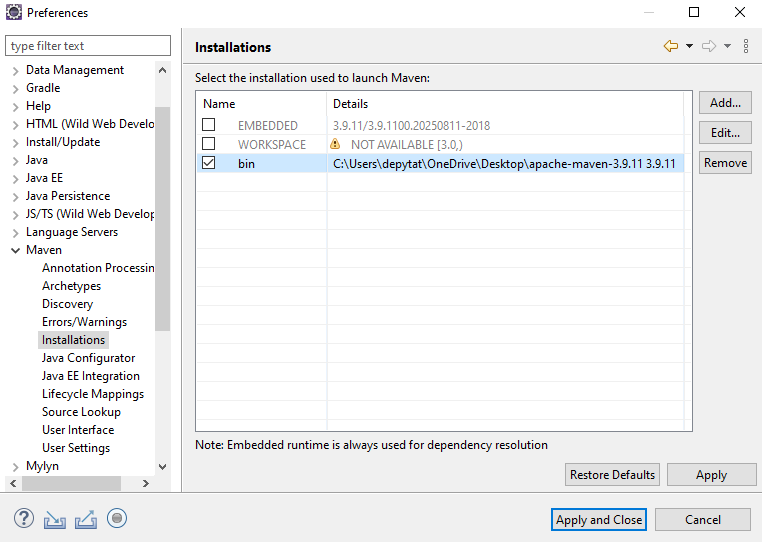 Preferences
type filter text
Data Management
Gradle
Help
HTML (Wild Web Develo
Install/Update
Java
Java EE
Java Persistence
JS/TS (Wild Web Develop
Language Servers
Maven
Annotation Processin
Archetypes
Discovery
Errors/Warnings
Installations
Java Configurator
Java EE Integration
Lifecycle Mappings
Source Lookup
User Interface
User Settings
Mylyn
Installations
Select the installation used to launch Maven:
Name Details
EMBEDDED 3.9.11/3.9.1100.20250811-2018
WORKSPACE NOT AVAILABLE [3.0,)
bin C:\Users\depytat\OneDrive\Desktop\apache-maven-3.9.11 3.9.11
Add...
Edit...
Remove
Note: Embedded runtime is always used for dependency resolution
Restore Defaults Apply
Apply and Close Cancel